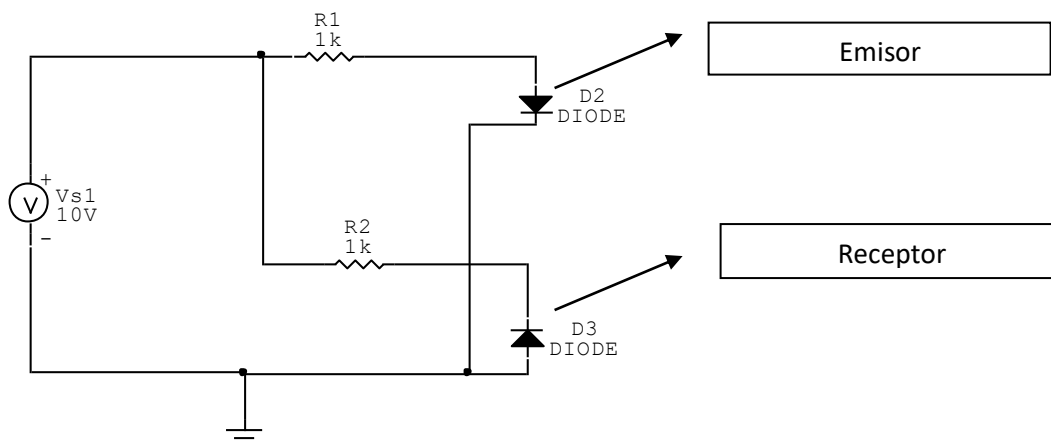 R1
1k
Emisor
D2
DIODE
+
V
Vs1
10V
-
R2
1k
Receptor
D3
DIODE